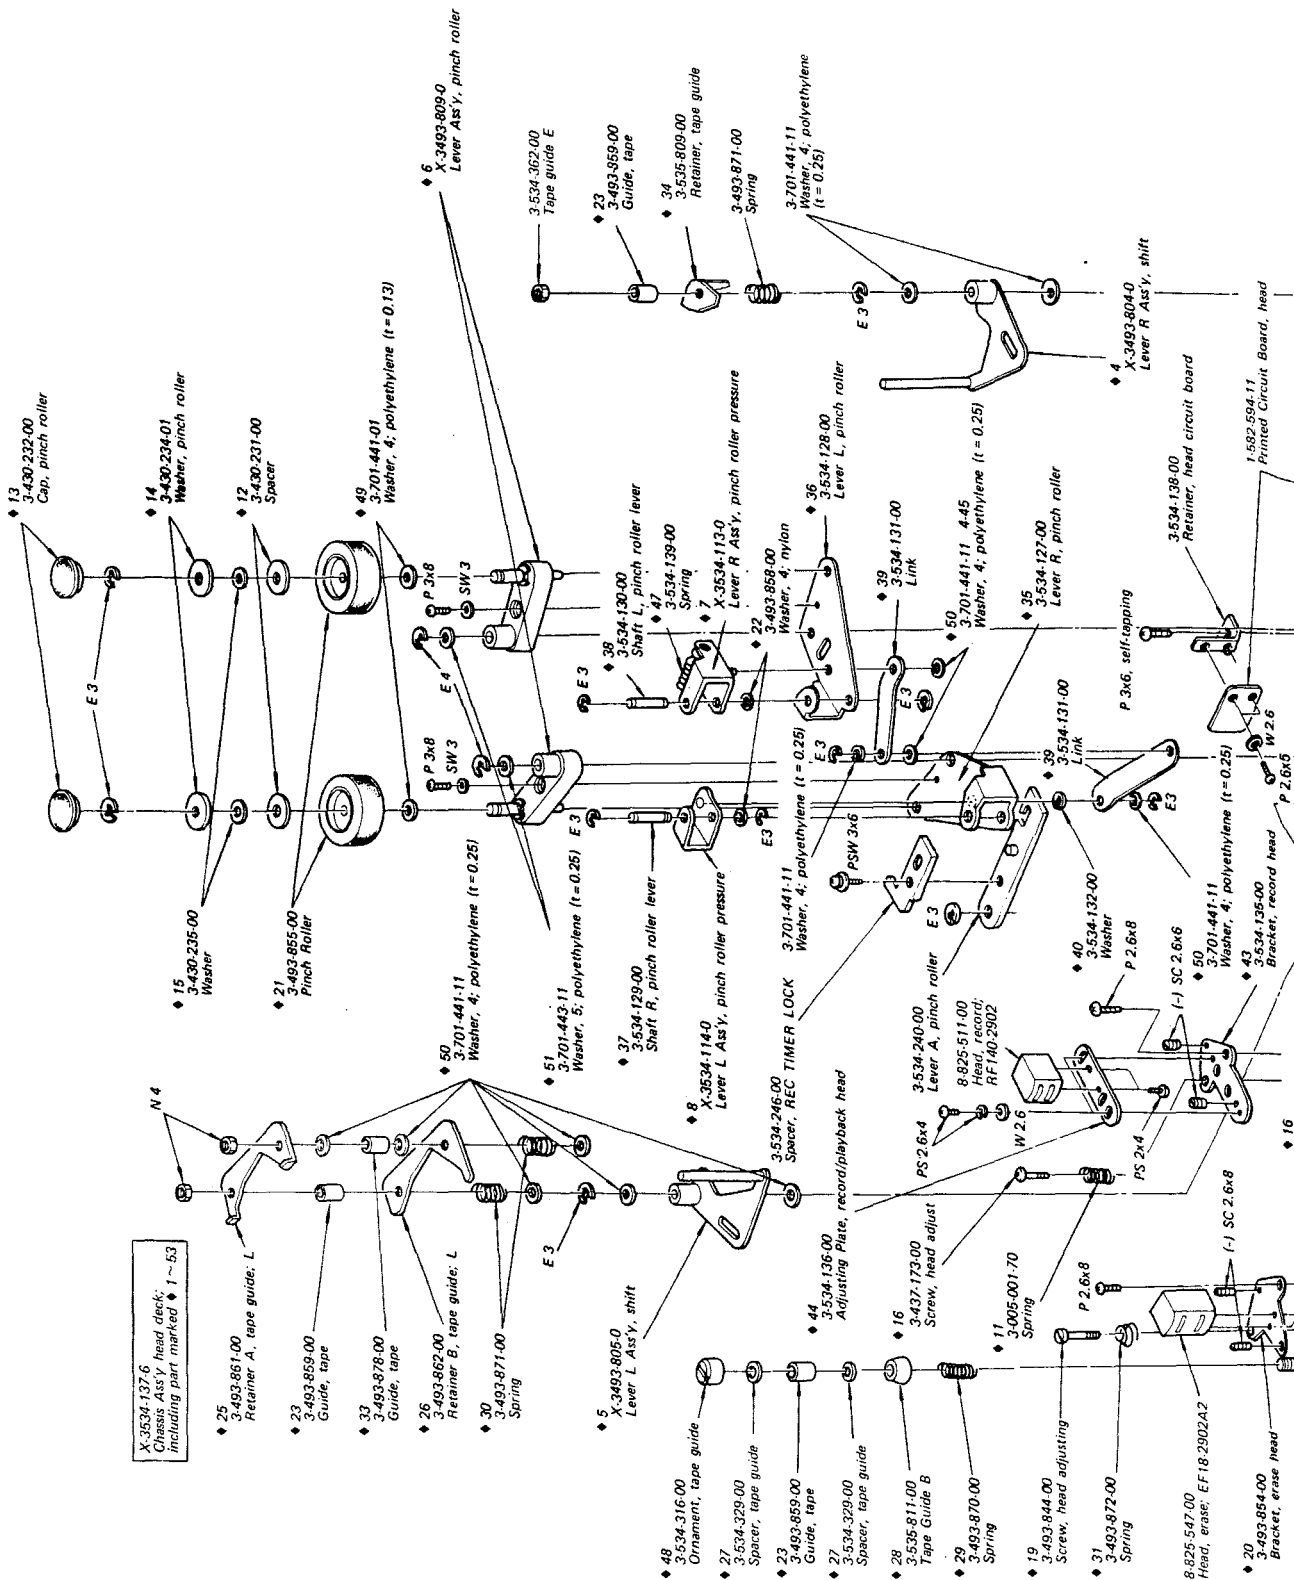 X-3534-137-6
Chassis Ass'y head deck;
including part marked ♦ 1~53
N 4
♦ 25
3-493-861-00
Retainer A, tape guide; L
♦ 23
3-493-859-00
Guide, tape
♦ 33
3-493-878-00
Guide, tape
♦ 26
3-493-862-00
Retainer B, tape guide; L
♦ 30
3-493-871-00
Spring
E 3
♦ 5
X-3493-805-0
Lever L Ass'y, shift
♦ 48
3-534-316-00
Ornament, tape guide
♦ 27
3-534-329-00
Spacer, tape guide
♦ 23
3-493-859-00
Guide, tape
♦ 27
3-534-329-00
Spacer, tape guide
♦ 28
3-535-811-00
Tape Guide B
♦ 29
3-493-870-00
Spring
♦ 19
3-493-844-00
Screw, head adjusting
♦ 31
3-493-872-00
Spring
8-825-547-00
Head, erase; EF18-2902A2
♦ 20
3-493-854-00
Bracket, erase head
P 2.6x8
(-) SC 2.6x8
♦ 16
♦ 11
3-005-001-70
Spring
♦ 16
3-437-173-00
Screw, head adjust
♦ 44
3-534-136-00
Adjusting Plate, record/playback head
PS 2.6x4
W 2.6
PS 2x4
8-825-511-00
Head, record;
RF140-2902
3-534-240-00
Lever A, pinch roller
3-534-246-00
Spacer, REC TIMER LOCK
♦ 8
X-3534-114-0
Lever L Ass'y, pinch roller pressure
♦ 37
3-534-129-00
Shaft R, pinch roller lever
♦ 51
3-701-443-11
Washer, 5; polyethylene (t = 0.25)
♦ 50
3-701-441-11
Washer, 4; polyethylene (t = 0.25)
♦ 21
3-493-855-00
Pinch Roller
♦ 15
3-430-235-00
Washer
♦ 13
3-430-232-00
Cap, pinch roller
E 3
♦ 14
3-430-234-01
Washer, pinch roller
♦ 12
3-430-231-00
Spacer
♦ 49
3-701-441-01
Washer, 4; polyethylene (t = 0.13)
P 3x8
SW 3
E 4
P 3x8
SW 3
♦ 6
X-3493-809-0
Lever Ass'y, pinch roller
E 3
♦ 38
3-534-130-00
Shaft L, pinch roller lever
♦ 47
3-534-139-00
Spring
♦ 7
X-3534-113-0
Lever R Ass'y, pinch roller pressure
♦ 22
3-493-858-00
Washer, 4; nylon
♦ 36
3-534-128-00
Lever L, pinch roller
♦ 39
3-534-131-00
Link
♦ 50
3-701-441-11 4-45
Washer, 4; polyethylene (t = 0.25)
♦ 35
3-534-127-00
Lever R, pinch roller
E 3
E3
E 3
E3
3-701-441-11
Washer, 4; polyethylene (t = 0.25)
PSW 3x6
E 3
♦ 39
3-534-131-00
Link
♦ 40
3-534-132-00
Washer
E3
P 2.6x8
(-) SC 2.6x6
♦ 50
3-701-441-11
Washer, 4; polyethylene (t = 0.25)
♦ 43
3-534-135-00
Bracket, record head
3-534-362-00
Tape guide E
♦ 23
3-493-859-00
Guide, tape
♦ 34
3-535-809-00
Retainer, tape guide
3-493-871-00
Spring
3-701-441-11
Washer, 4; polyethylene
(t = 0.25)
E 3
♦ 4
X-3493-804-0
Lever R Ass'y, shift
P 3x6, self-tapping
3-534-138-00
Retainer, head circuit board
1-582-594-11
Printed Circuit Board, head
W 2.6
P 2.6x5